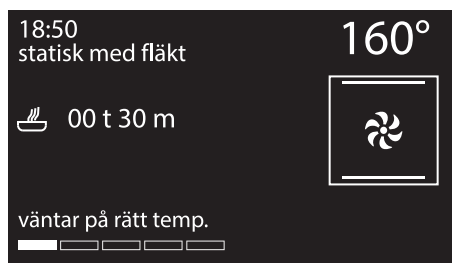 18:50
160°
statisk med fläkt
00 t 30 m
väntar på rätt temp.